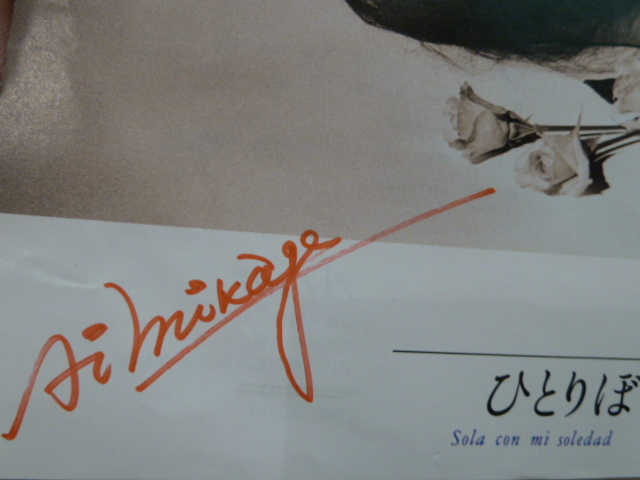 Ai Mikage
ひとりぼ
Sola con mi soledad